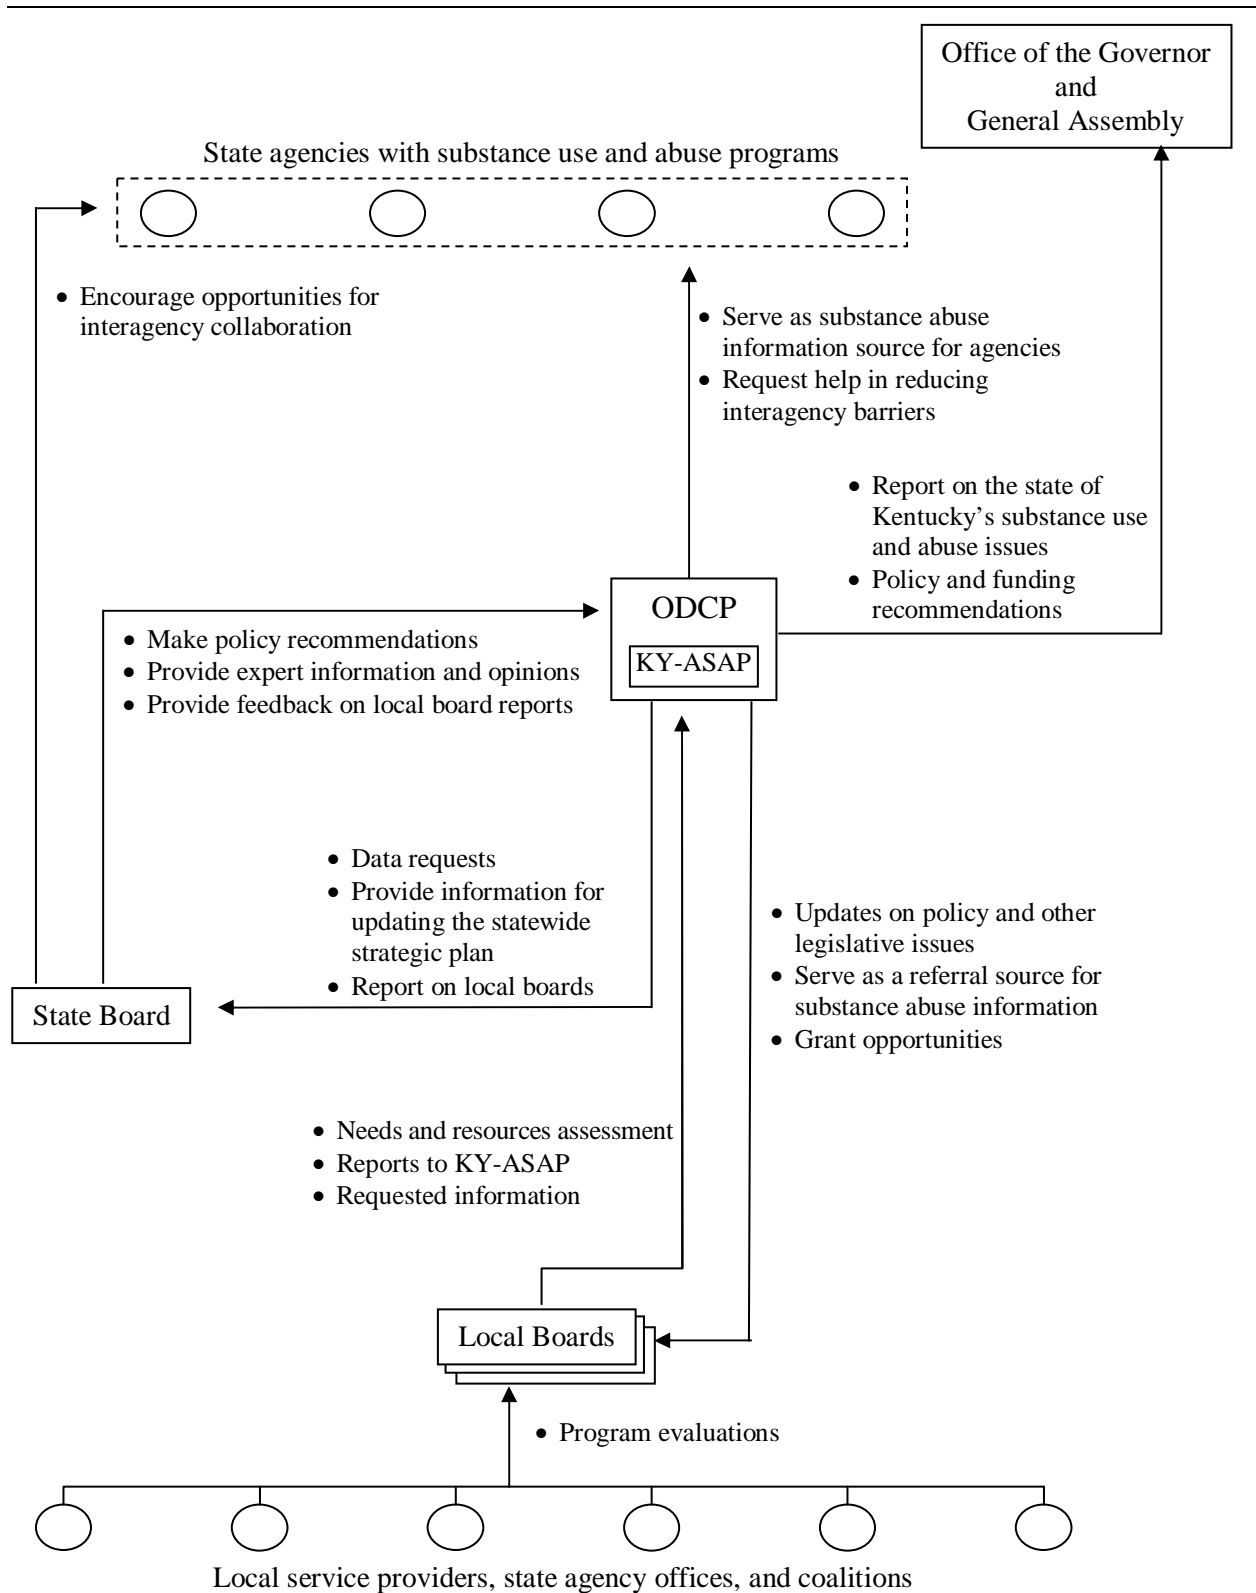 Office of the Governor
and
General Assembly
State agencies with substance use and abuse programs
• Encourage opportunities for
interagency collaboration
• Serve as substance abuse
information source for agencies
• Request help in reducing
interagency barriers
• Report on the state of
Kentucky’s substance use
and abuse issues
• Policy and funding
recommendations
ODCP
KY-ASAP
• Make policy recommendations
• Provide expert information and opinions
• Provide feedback on local board reports
• Data requests
• Provide information for
updating the statewide
strategic plan
• Report on local boards
• Updates on policy and other
legislative issues
• Serve as a referral source for
substance abuse information
• Grant opportunities
State Board
• Needs and resources assessment
• Reports to KY-ASAP
• Requested information
Local Boards
• Program evaluations
Local service providers, state agency offices, and coalitions